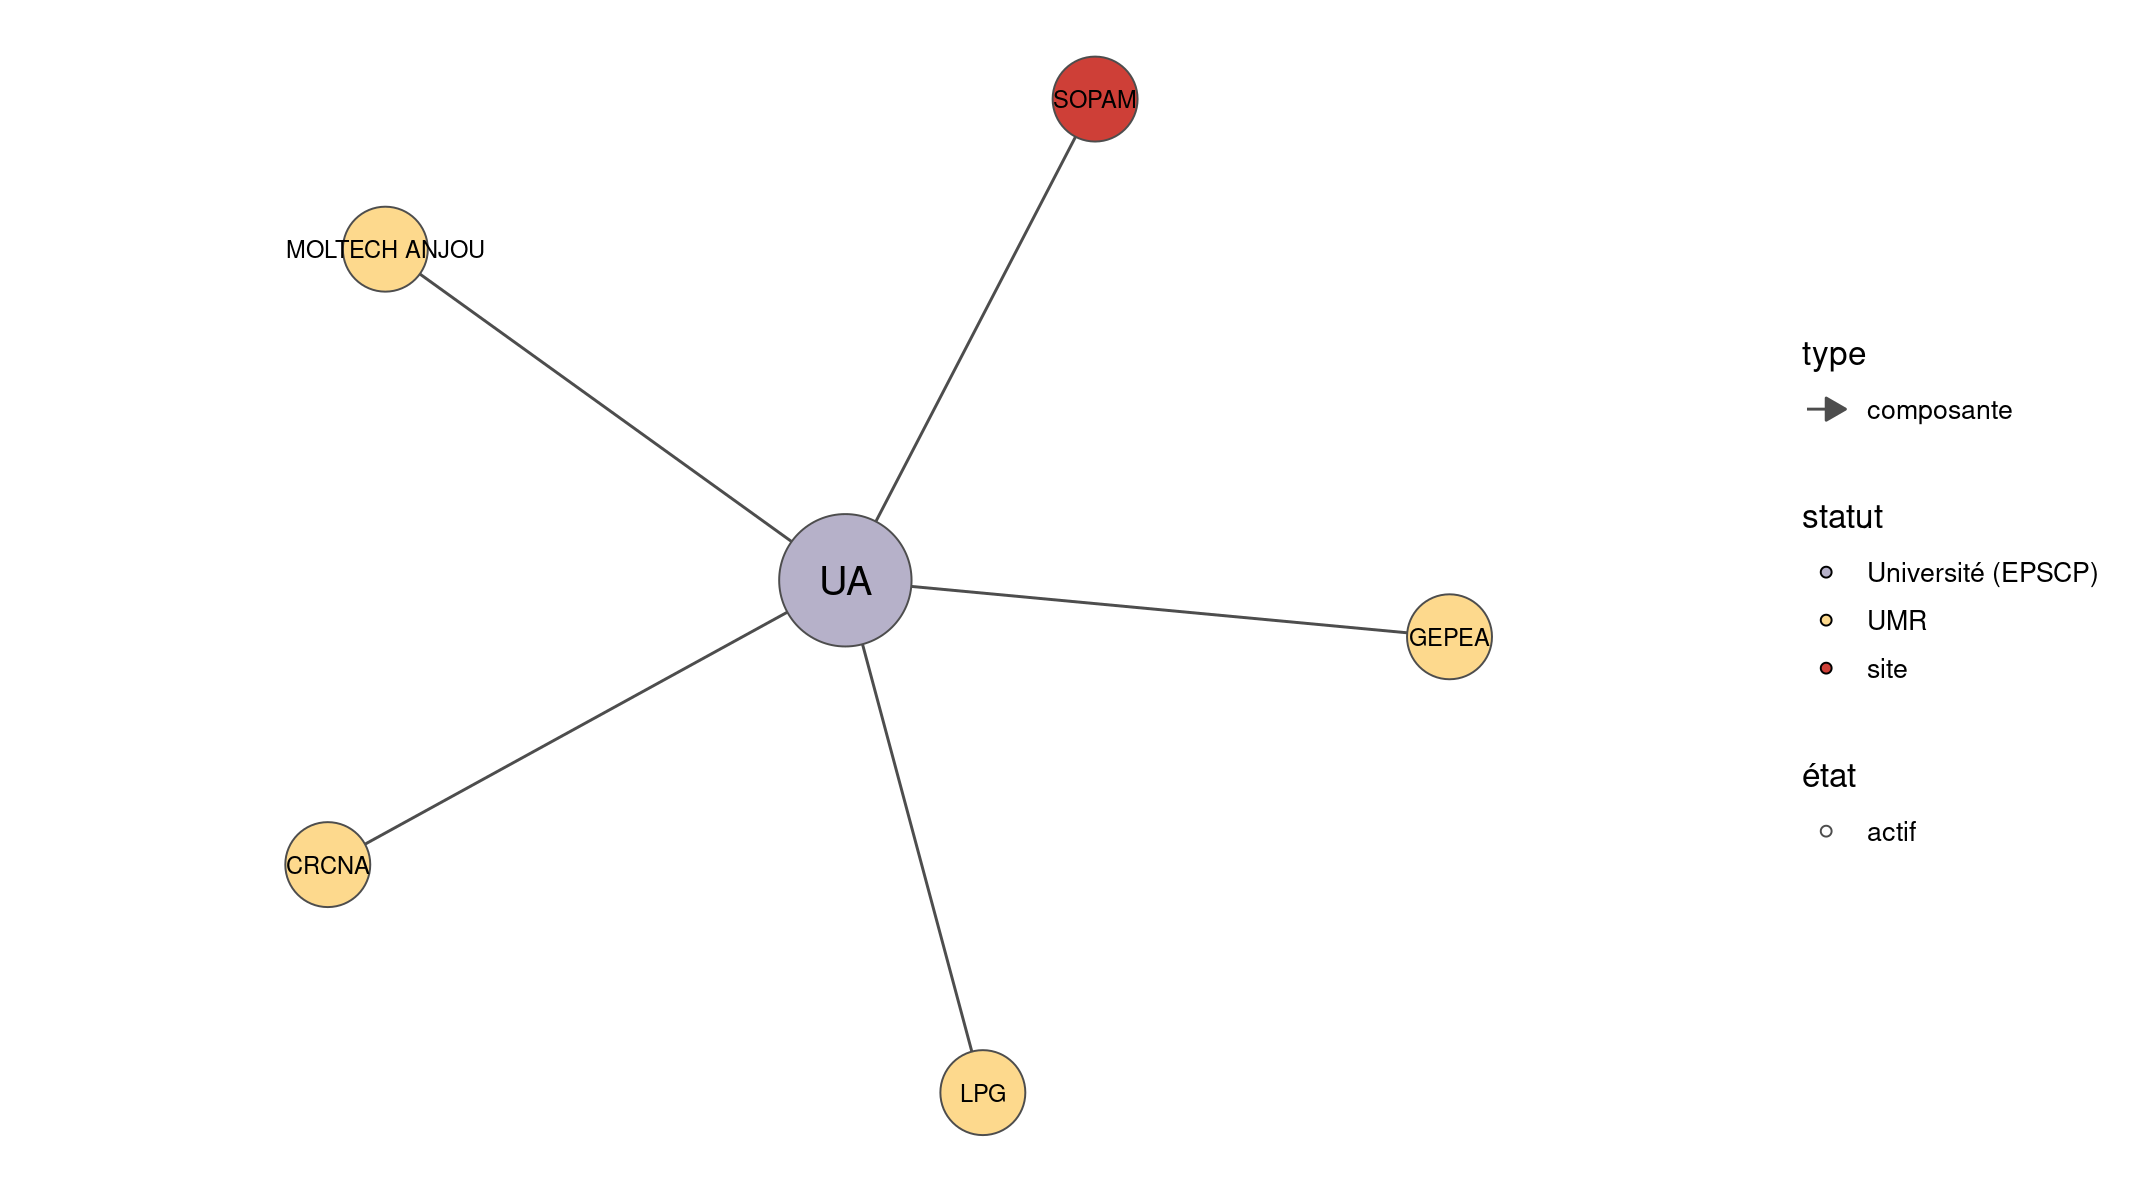 SOPAM
MOLTECH ANJOU
UA
GEPEA
CRCNA
LPG
type
composante
statut
Université (EPSCP)
UMR
site
état
actif